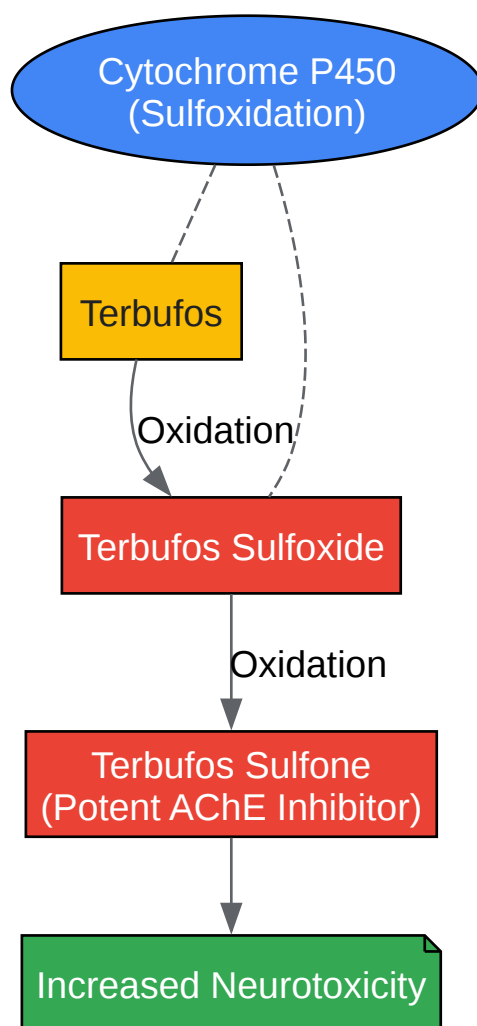 Cytochrome P450
(Sulfoxidation)
Terbufos
Oxidation
Terbufos Sulfoxide
Oxidation
Terbufos Sulfone
(Potent AChE Inhibitor)
Increased Neurotoxicity